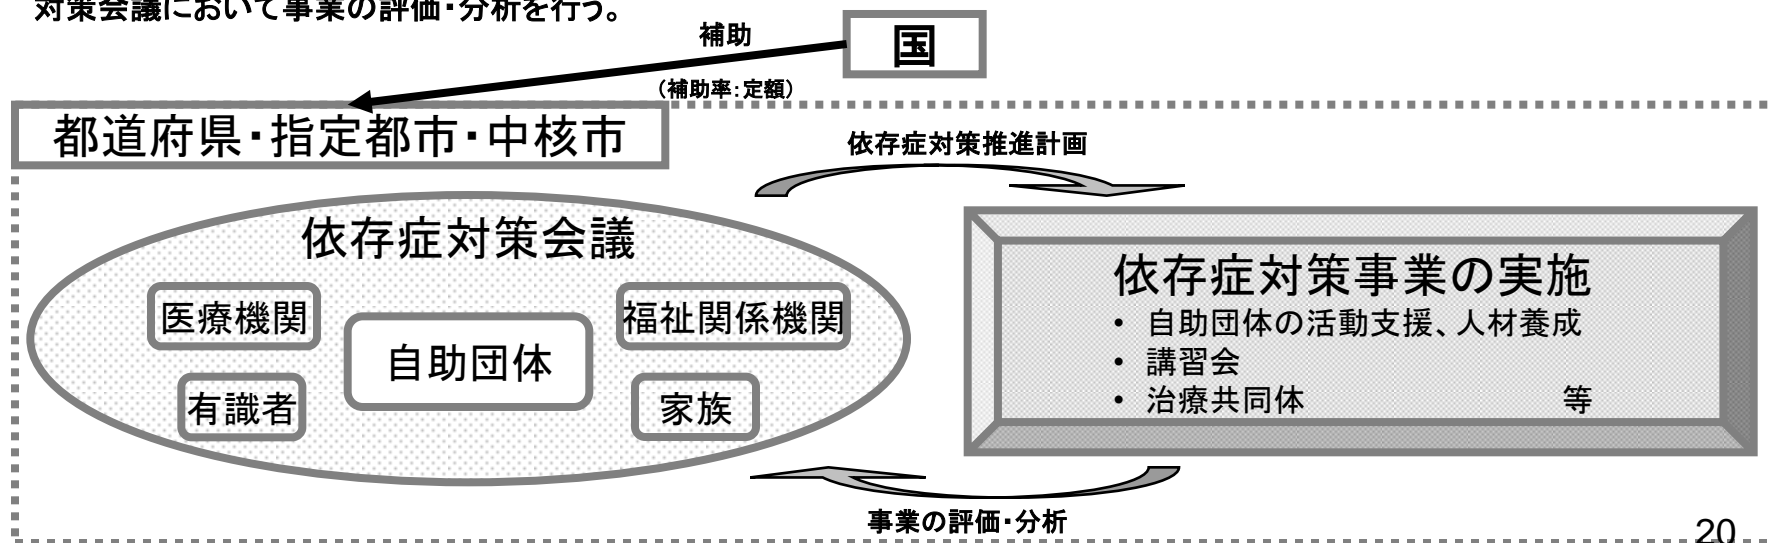 対策会議において事業の評価・分析を行う。
補助
国
(補助率:定額)
都道府県・指定都市・中核市
依存症対策推進計画
依存症対策会議
医療機関
福祉関係機関
自助団体
有識者
家族
依存症対策事業の実施
• 自助団体の活動支援、人材養成
• 講習会
• 治療共同体 等
事業の評価・分析
20